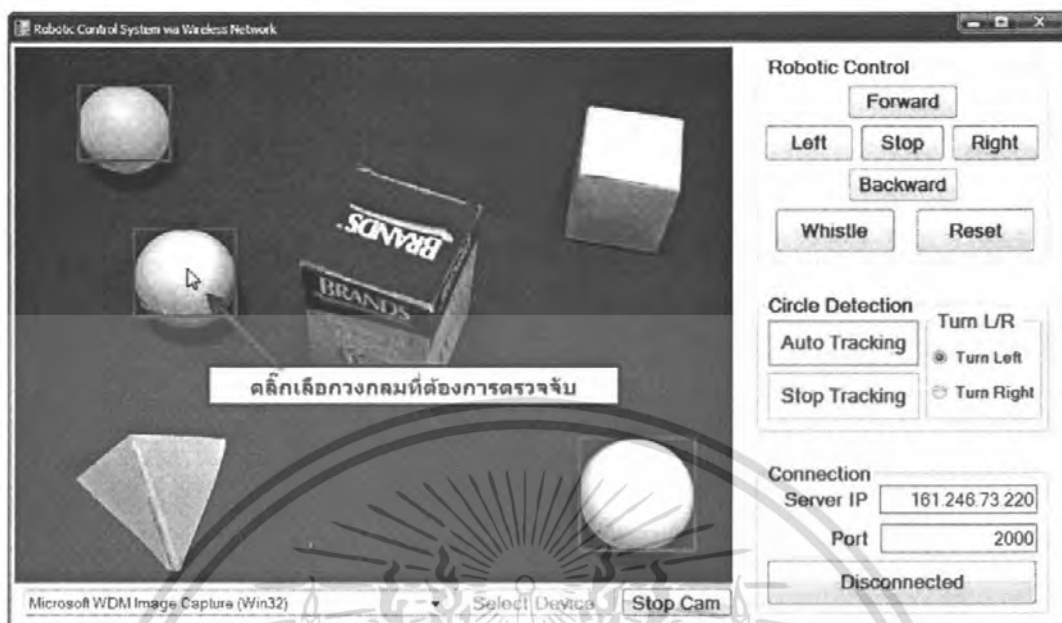 Robotic Control System via Wireless Network
Robotic Control
Forward
Left Stop Right
Backward
Whistle Reset
BRANDS
BRANDS
คลิ๊กเลือกวงกลมที่ต้องการตรวจจับ
Circle Detection
Auto Tracking
Stop Tracking
Turn L/R
Turn Left
Turn Right
Connection
Server IP 161.246.73.220
Port 2000
Disconnected
Microsoft WDM Image Capture (Win32)
Select Device
Stop Cam